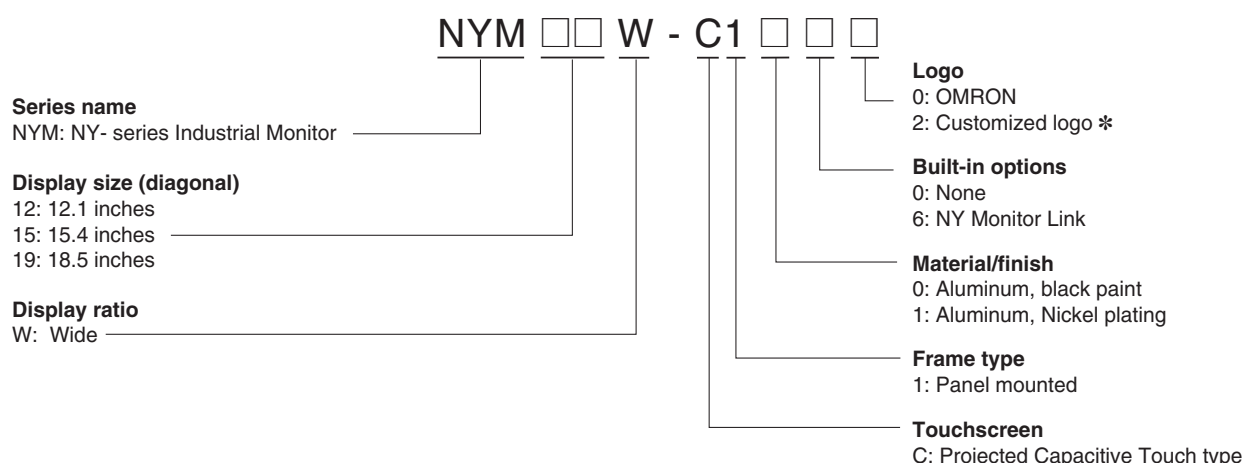 NYM □□ W - C1 □ □ □
Series name
NYM: NY- series Industrial Monitor
Display size (diagonal)
12: 12.1 inches
15: 15.4 inches
19: 18.5 inches
Display ratio
W: Wide
Logo
0: OMRON
2: Customized logo ✻
Built-in options
0: None
6: NY Monitor Link
Material/finish
0: Aluminum, black paint
1: Aluminum, Nickel plating
Frame type
1: Panel mounted
Touchscreen
C: Projected Capacitive Touch type